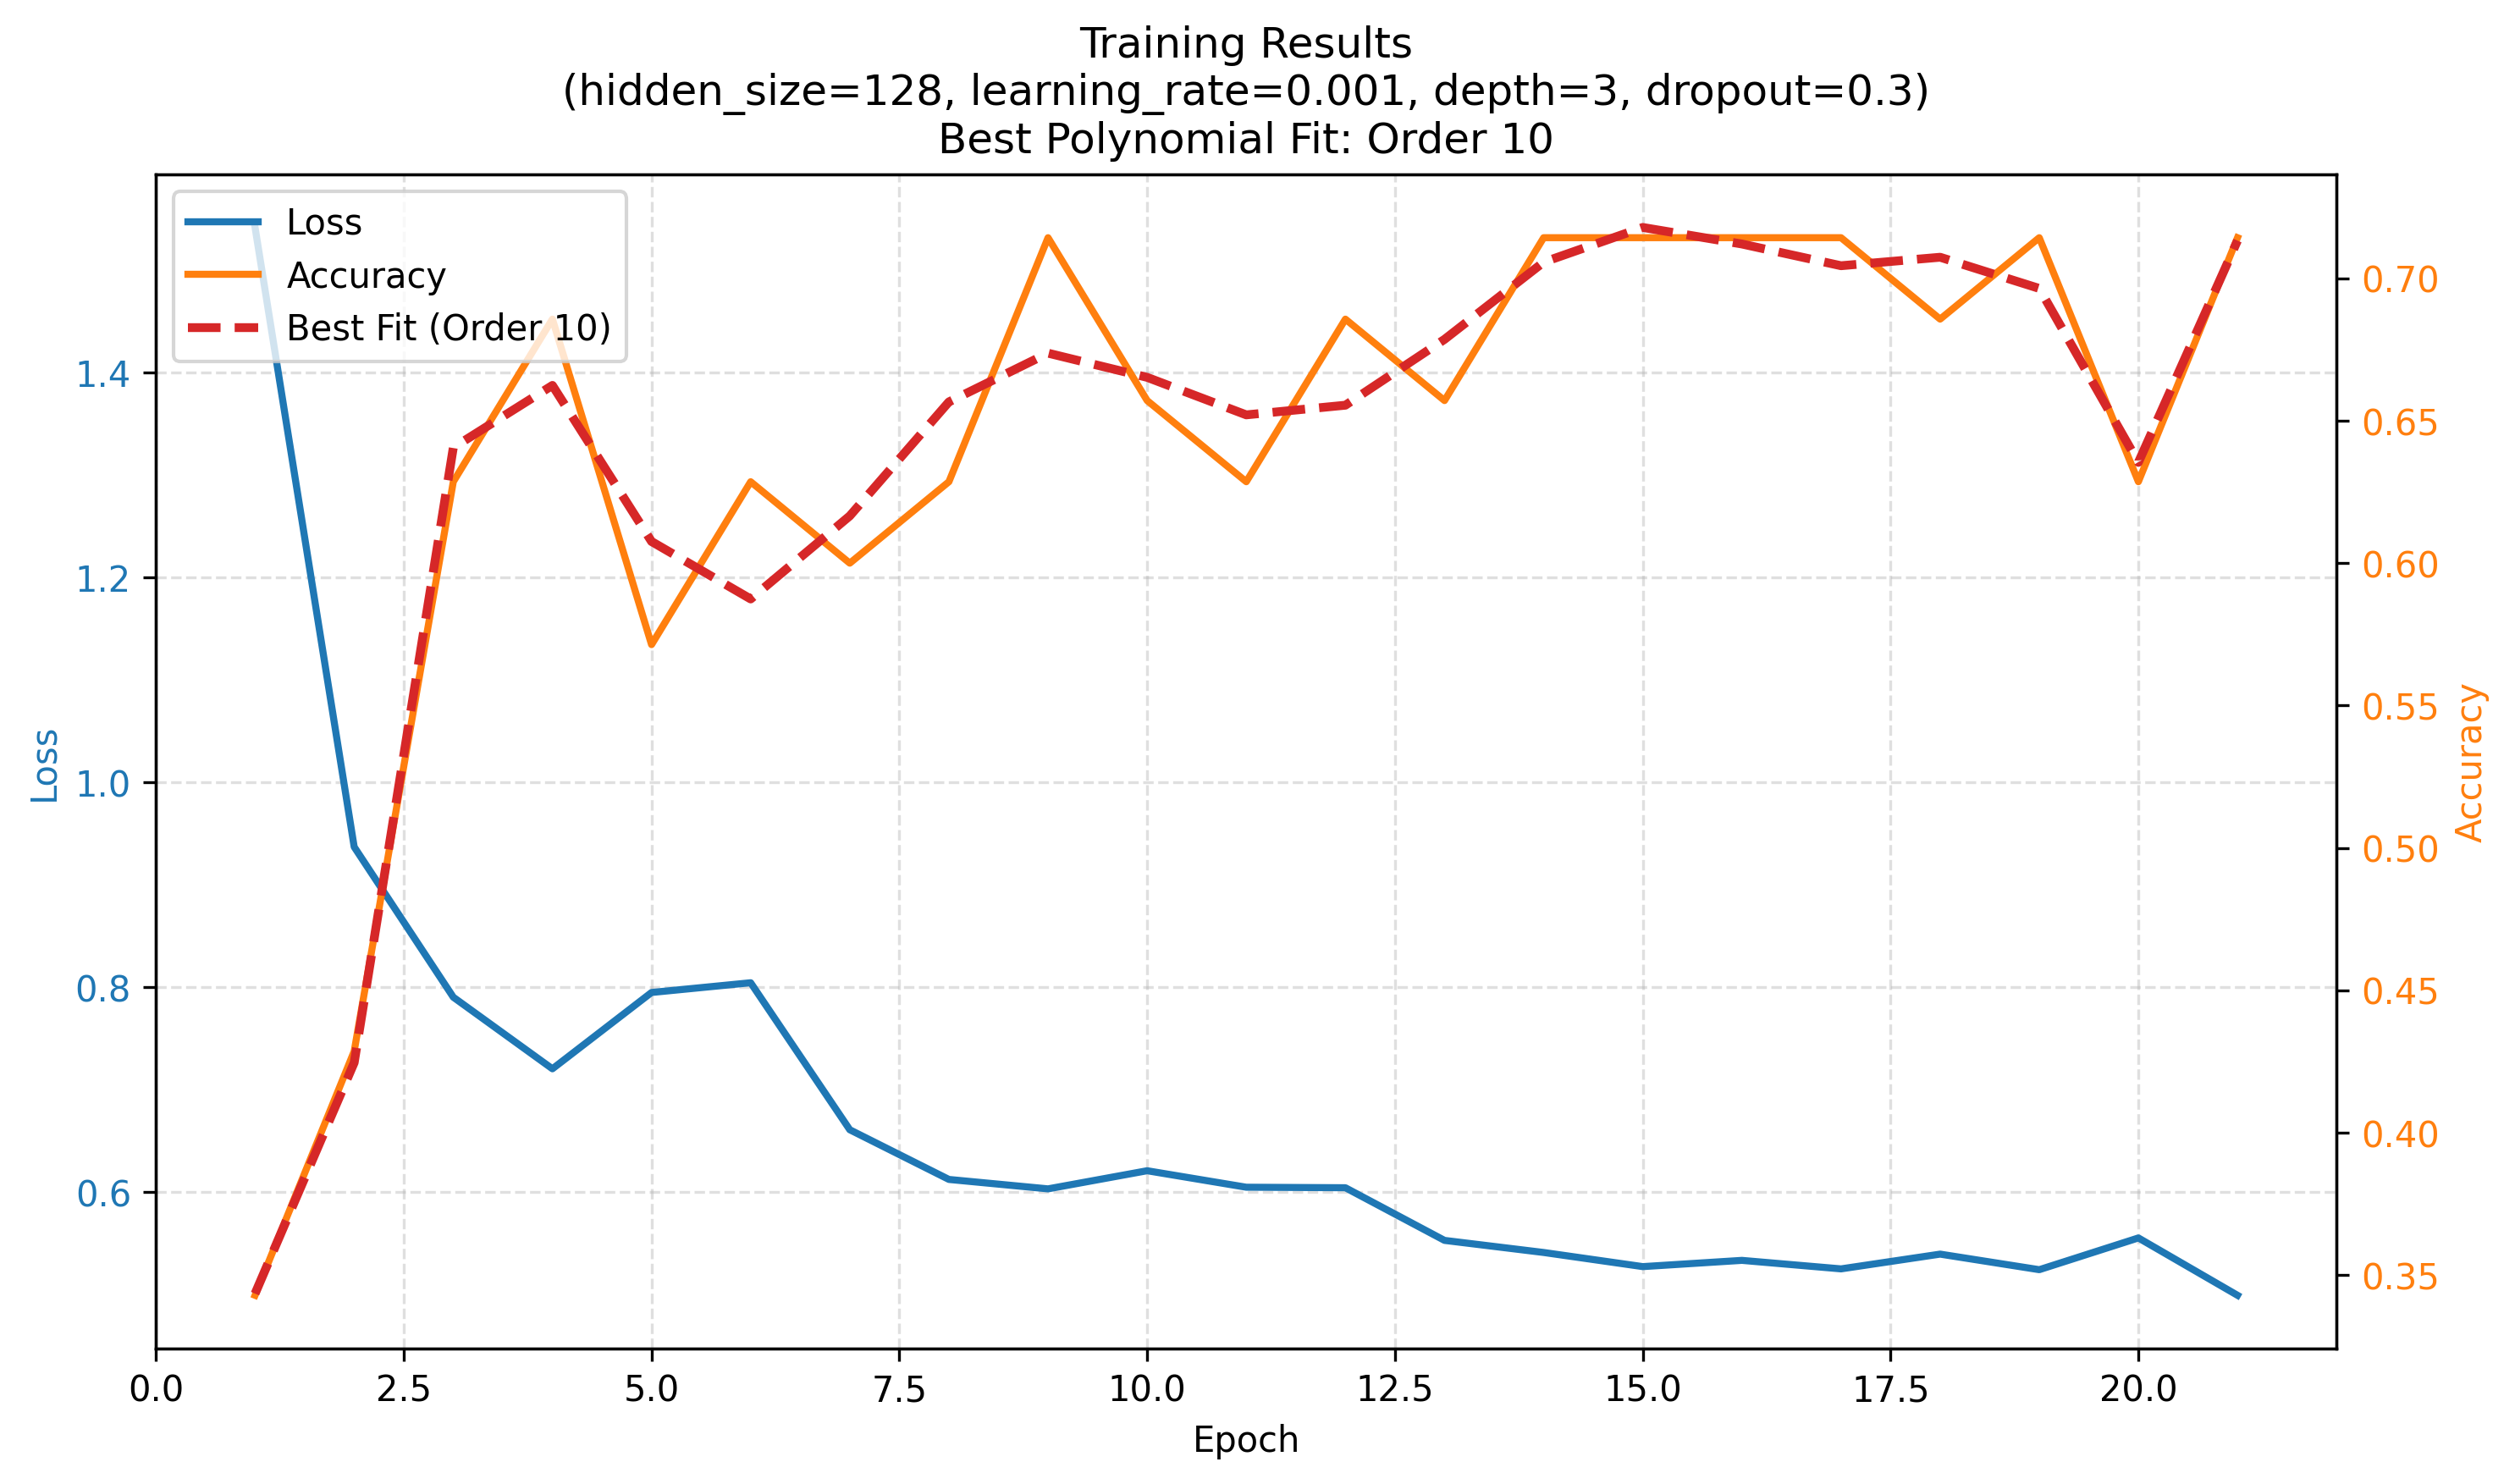 Training Results
(hidden_size=128, learning_rate=0.001, depth=3, dropout=0.3)
Best Polynomial Fit: Order 10
Loss
Accuracy
Best Fit (Order 10)
1.4
1.2
1.0
0.8
0.6
Loss
0.70
0.65
0.60
0.55
0.50
0.45
0.40
0.35
Accuracy
0.0 2.5 5.0 7.5 10.0 12.5 15.0 17.5 20.0
Epoch